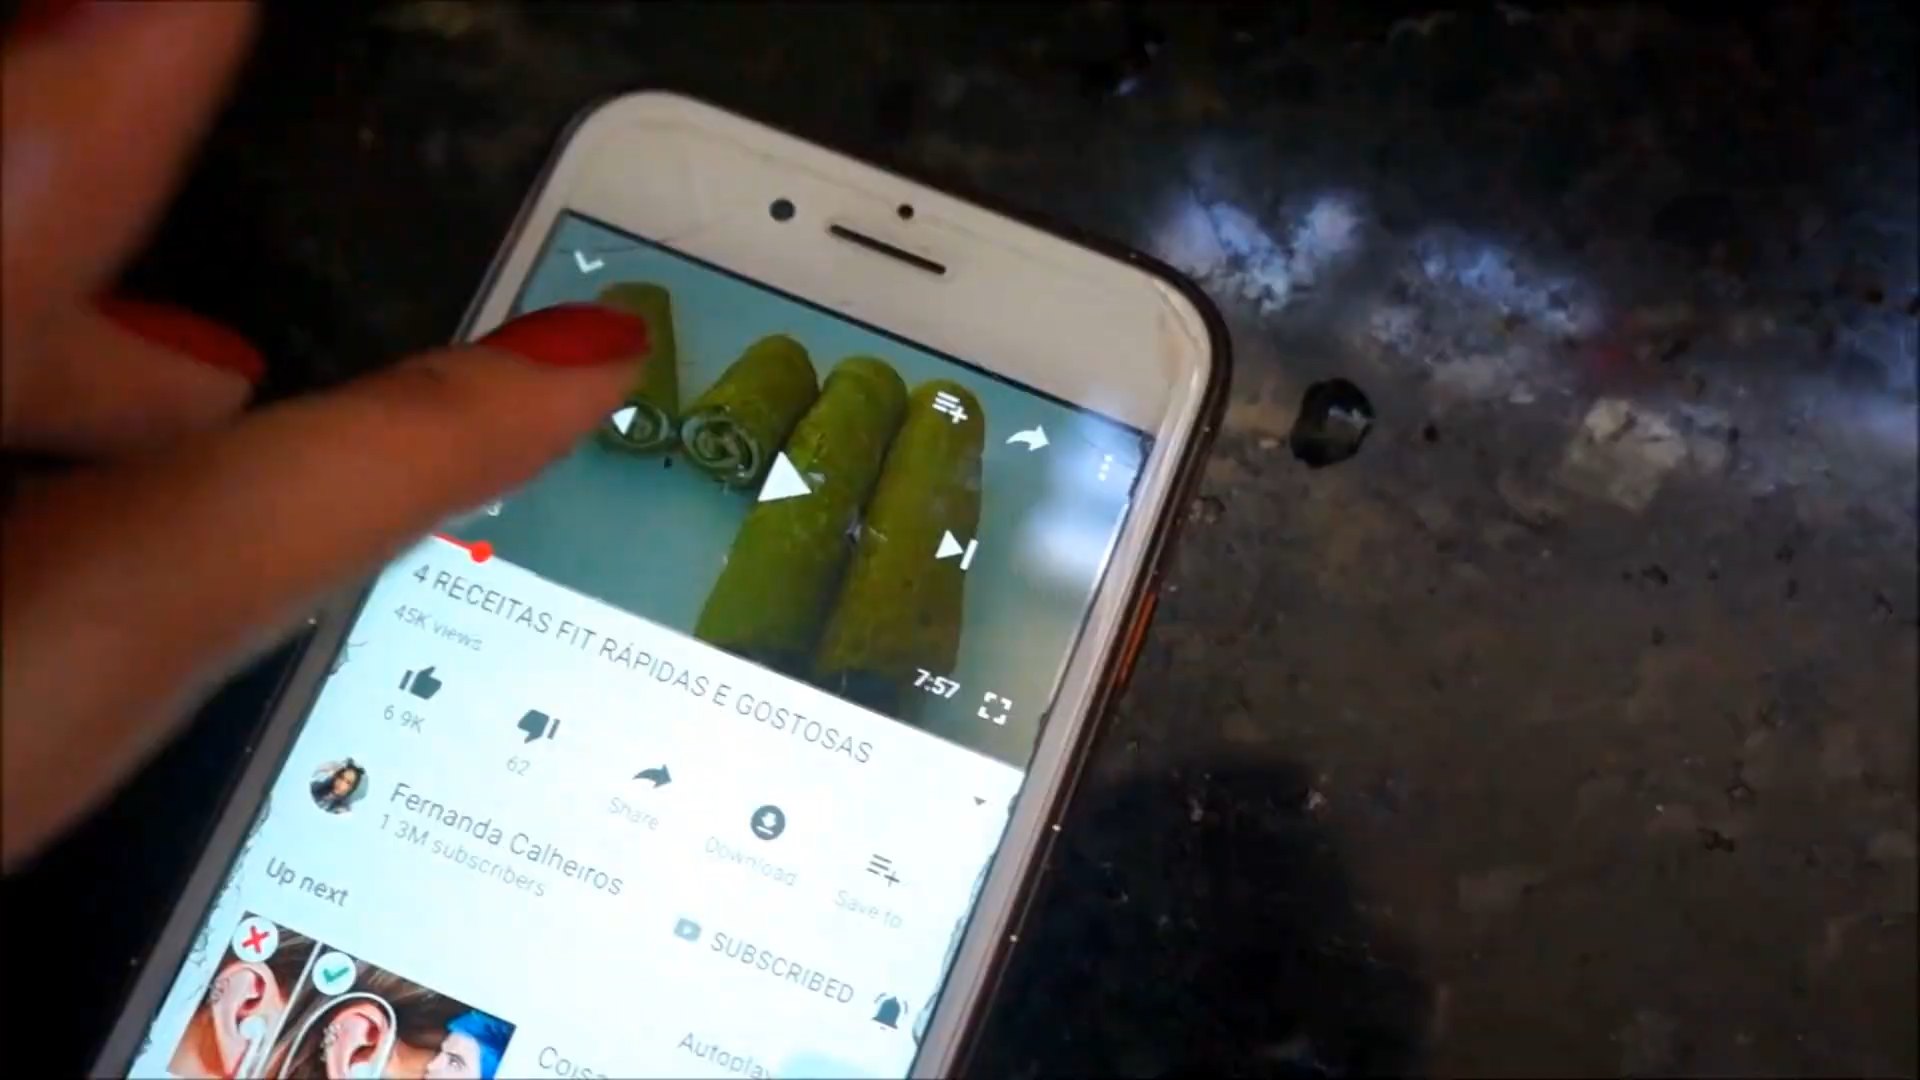 7:57
4 RECEITAS FIT RÁPIDAS E GOSTOSAS
45K views
6.9K
62
Share
Download
Save to
Fernanda Calheiros
1.3M subscribers
SUBSCRIBED
Up next
Autoplay